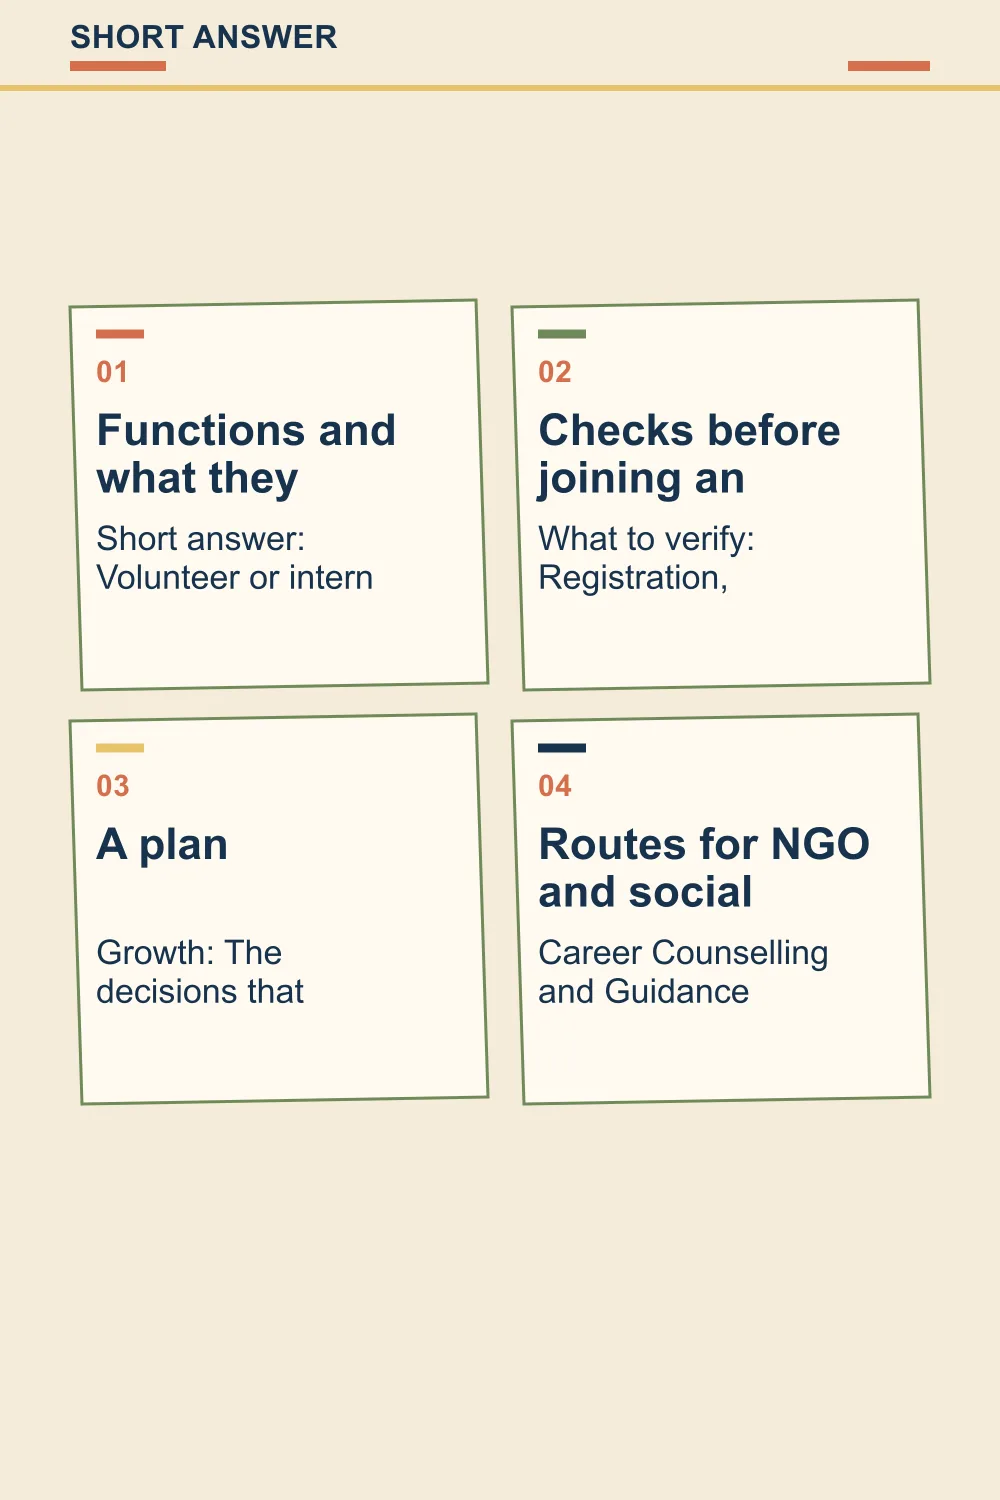 SHORT ANSWER
01
Functions and
what they
Short answer:
Volunteer or intern
02
Checks before
joining an
What to verify:
Registration,
03
A plan
Growth: The
decisions that
04
Routes for NGO
and social
Career Counselling
and Guidance